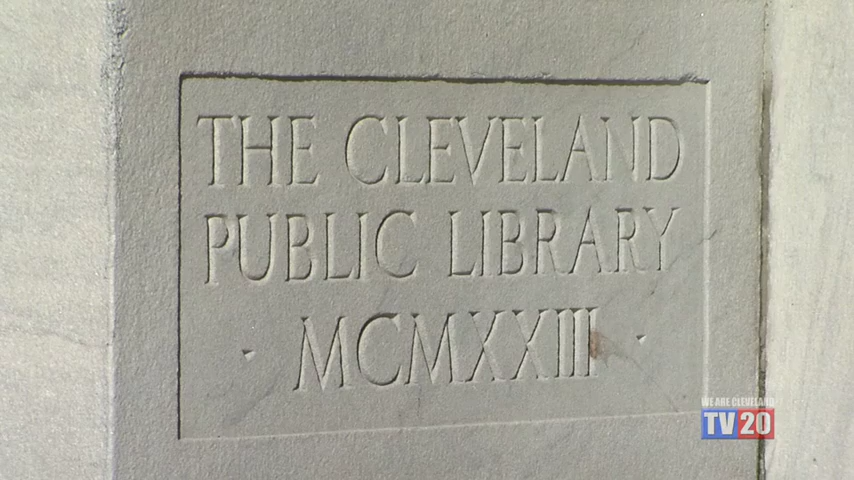 THE CLEVELAND
PUBLIC LIBRARY
· MCMXXIII ·
WE ARE CLEVELAND
TV20